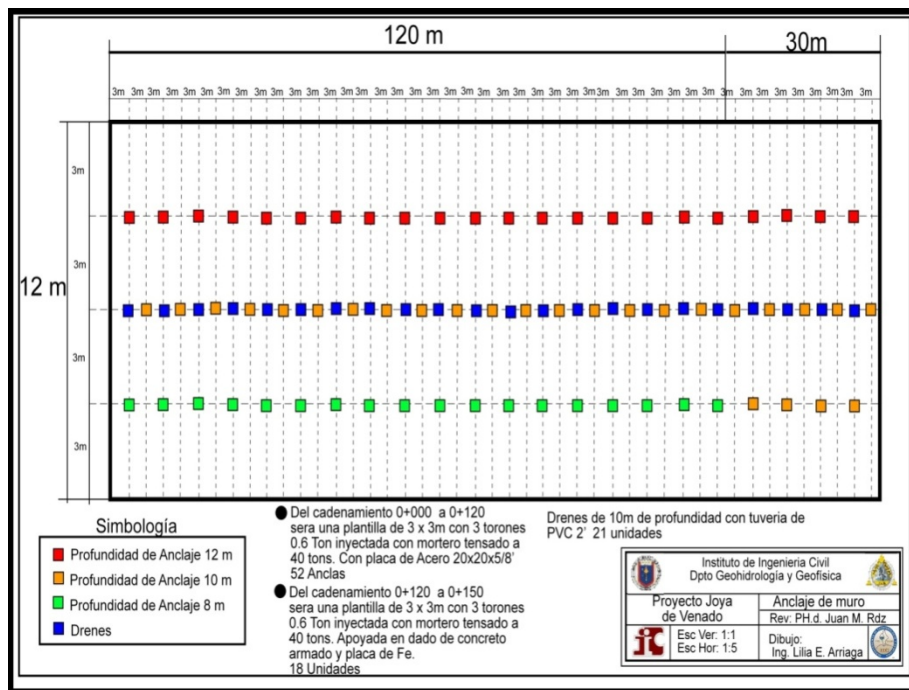 120 m
30m
3m 3m 3m 3m 3m 3m 3m 3m 3m 3m 3m 3m 3m 3m 3m 3m 3m 3m 3m 3m 3m 3m 3m 3m 3m 3m 3m 3m 3m 3m 3m 3m 3m 3m 3m 3m 3m 3m 3m 3m 3m 3m 3m 3m
3m
3m
12 m
3m
3m
Simbología
Profundidad de Anclaje 12 m
Profundidad de Anclaje 10 m
Profundidad de Anclaje 8 m
Drenes
Del cadenamiento 0+000 a 0+120
sera una plantilla de 3 x 3m con 3 torones
0.6 Ton inyectada con mortero tensado a
40 tons. Con placa de Acero 20x20x5/8'
52 Anclas
Del cadenamiento 0+120 a 0+150
sera una plantilla de 3 x 3m con 3 torones
0.6 Ton inyectada con mortero tensado a
40 tons. Apoyada en dado de concreto
armado y placa de Fe.
18 Unidades
Drenes de 10m de profundidad con tuveria de
PVC 2' 21 unidades
Instituto de Ingenieria Civil
Dpto Geohidrología y Geofísica
Proyecto Joya
de Venado
Anclaje de muro
Rev: PH.d. Juan M. Rdz
Esc Ver: 1:1
Esc Hor: 1:5
Dibujo:
Ing. Lilia E. Arriaga